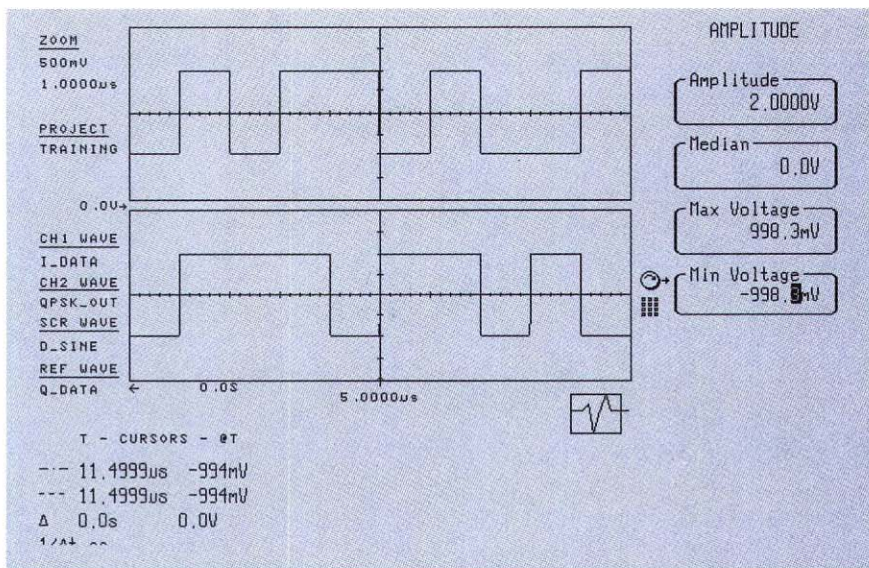 ZOOM
500mV
1.0000us
PROJECT
TRAINING
0.0V→
CH1 WAVE
I_DATA
CH2 WAVE
QPSK_OUT
SCR WAVE
D_SINE
REF WAVE
Q_DATA
← 0.0S
5.0000us
AMPLITUDE
Amplitude
2.0000V
Median
0.0V
Max Voltage
998.3mV
Min Voltage
-998.3mV
T - CURSORS - @T
-·- 11.4999us -994mV
--- 11.4999us -994mV
Δ 0.0s 0.0V